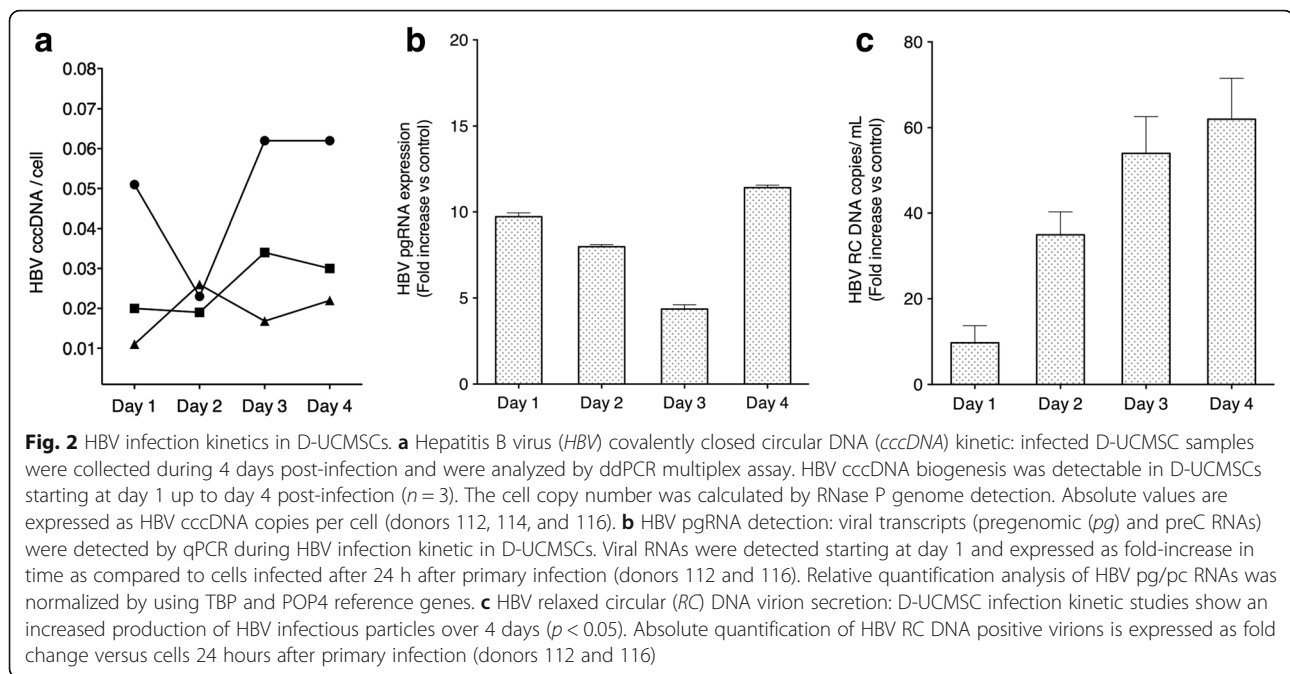 a
HBV cccDNA / cell
0.08
0.07
0.06
0.05
0.04
0.03
0.02
0.01
Day 1 Day 2 Day 3 Day 4
b
HBV pgRNA expression
(Fold increase vs control)
20
15
10
5
0
Day 1 Day 2 Day 3 Day 4
c
HBV RC DNA copies/ mL
(Fold increase vs control)
80
60
40
20
0
Day 1 Day 2 Day 3 Day 4
Fig. 2 HBV infection kinetics in D-UCMSCs. a Hepatitis B virus (HBV) covalently closed circular DNA (cccDNA) kinetic: infected D-UCMSC samples
were collected during 4 days post-infection and were analyzed by ddPCR multiplex assay. HBV cccDNA biogenesis was detectable in D-UCMSCs
starting at day 1 up to day 4 post-infection (n = 3). The cell copy number was calculated by RNase P genome detection. Absolute values are
expressed as HBV cccDNA copies per cell (donors 112, 114, and 116). b HBV pgRNA detection: viral transcripts (pregenomic (pg) and preC RNAs)
were detected by qPCR during HBV infection kinetic in D-UCMSCs. Viral RNAs were detected starting at day 1 and expressed as fold-increase in
time as compared to cells infected after 24 h after primary infection (donors 112 and 116). Relative quantification analysis of HBV pg/pc RNAs was
normalized by using TBP and POP4 reference genes. c HBV relaxed circular (RC) DNA virion secretion: D-UCMSC infection kinetic studies show an
increased production of HBV infectious particles over 4 days (p < 0.05). Absolute quantification of HBV RC DNA positive virions is expressed as fold
change versus cells 24 hours after primary infection (donors 112 and 116)